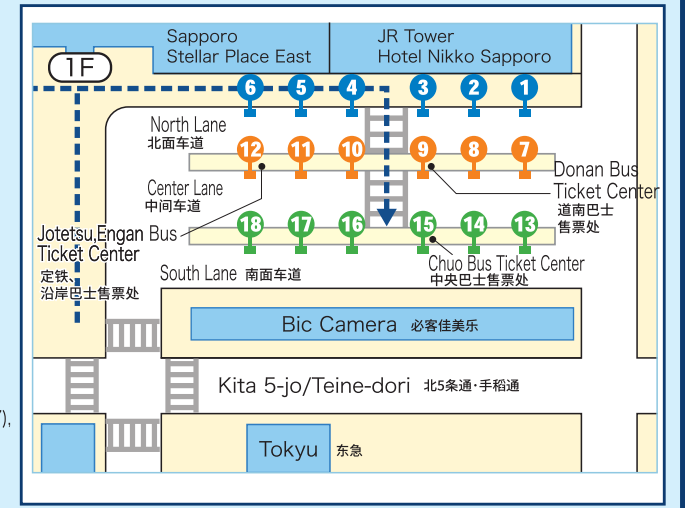 Sapporo
Stellar Place East
JR Tower
Hotel Nikko Sapporo
1F
6 5 4 3 2 1
North Lane
北面车道
12 11 10 9 8 7
Donan Bus
Ticket Center
道南巴士
售票处
Center Lane
中间车道
18 17 16 15 14 13
Jotetsu,Engan Bus
Ticket Center
定铁、
沿岸巴士售票处
Chuo Bus Ticket Center
中央巴士售票处
South Lane 南面车道
Bic Camera 必客佳美乐
Kita 5-jo/Teine-dori 北5条通·手稻通
),
Tokyu 东急